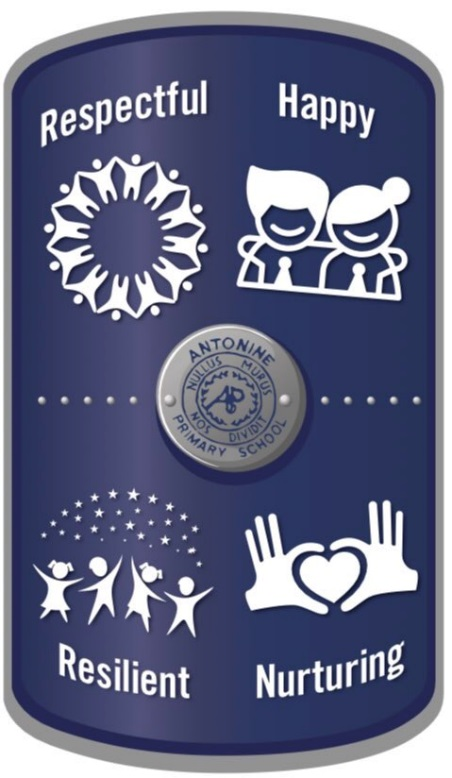 Respectful
Happy
ANTONINE
NULLUS MURUS
AP
NOS DIVIDIT
PRIMARY SCHOOL
Resilient
Nurturing